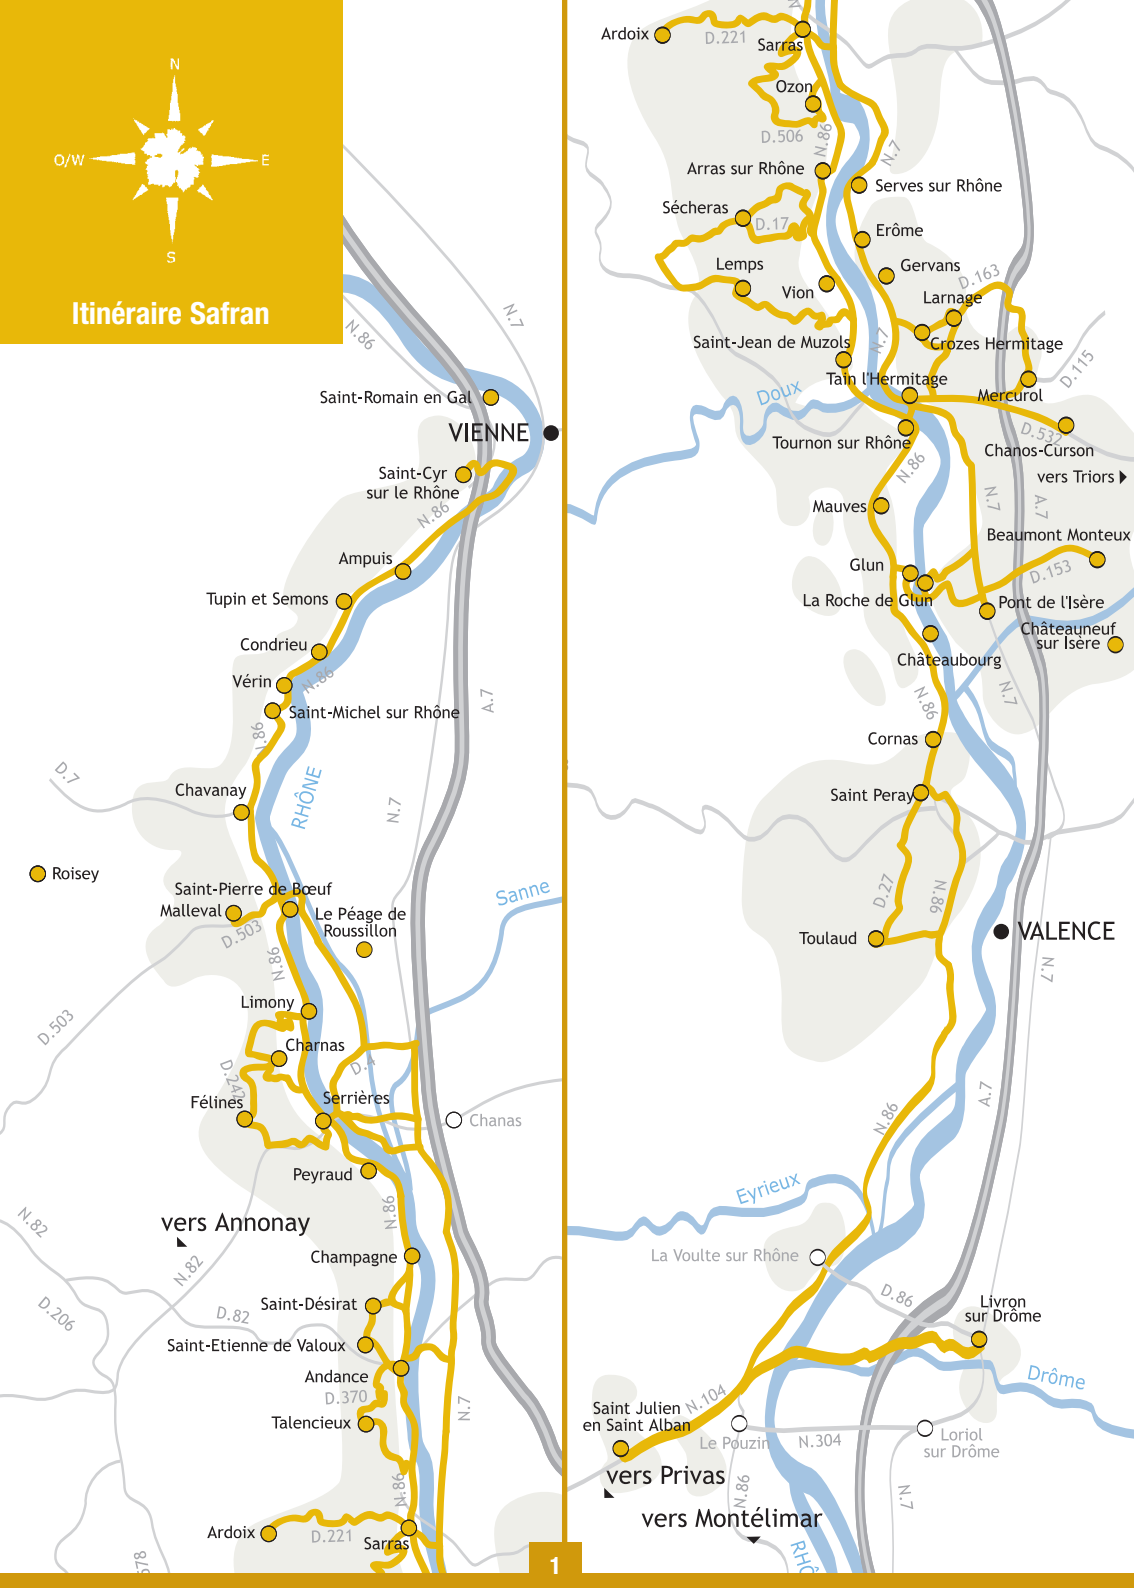 N
O/W
E
S
Itinéraire Safran
N.7
N.86
Saint-Romain en Gal
VIENNE
Saint-Cyr
sur le Rhône
N.86
Ampuis
Tupin et Semons
Condrieu
Vérin
N.86
Saint-Michel sur Rhône
A.7
N.86
D.7
RHÔNE
Chavanay
N.7
Roisey
Saint-Pierre de Bœuf
Malleval
Sanne
Le Péage de
Roussillon
D.503
N.86
Limony
D.503
Charnas
D.4
D.242
Félines
Serrières
Chanas
Peyraud
N.86
N.82
vers Annonay
Champagne
N.82
D.206
Saint-Désirat
D.82
Saint-Etienne de Valoux
Andance
D.370
Talencieux
N.7
N.86
Ardoix
D.221
Sarras
1
N
Ardoix
D.221
Sarras
Ozon
D.506
N.86
N.7
Arras sur Rhône
Serves sur Rhône
Sécheras
D.17
Erôme
Lemps
Gervans
D.163
Vion
Larnage
Saint-Jean de Muzols
N.7
Crozes Hermitage
D.115
Tain l'Hermitage
Doux
Mercurol
Tournon sur Rhône
D.532
Chanos-Curson
N.86
vers Triors
Mauves
N.7
A.7
Beaumont Monteux
Glun
D.153
La Roche de Glun
Pont de l'Isère
Châteauneuf
sur Isère
Châteaubourg
N.86
N.7
Cornas
Saint Peray
D.27
N.86
Toulaud
VALENCE
N.7
A.7
N.86
Eyrieux
La Voulte sur Rhône
D.86
Livron
sur Drôme
Drôme
Saint Julien
en Saint Alban
N.104
Le Pouzin
N.304
Loriol
sur Drôme
vers Privas
N.86
N.7
vers Montélimar
RHÔ